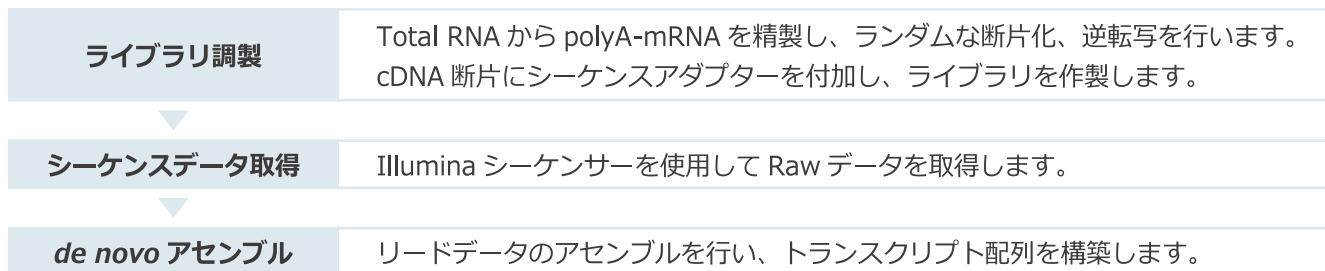 ライブラリ調製
Total RNA から polyA-mRNA を精製し、ランダムな断片化、逆転写を行います。
cDNA 断片にシーケンスアダプターを付加し、ライブラリを作製します。
シーケンスデータ取得
Illumina シーケンサーを使用して Raw データを取得します。
de novo アセンブル
リードデータのアセンブルを行い、トランスクリプト配列を構築します。